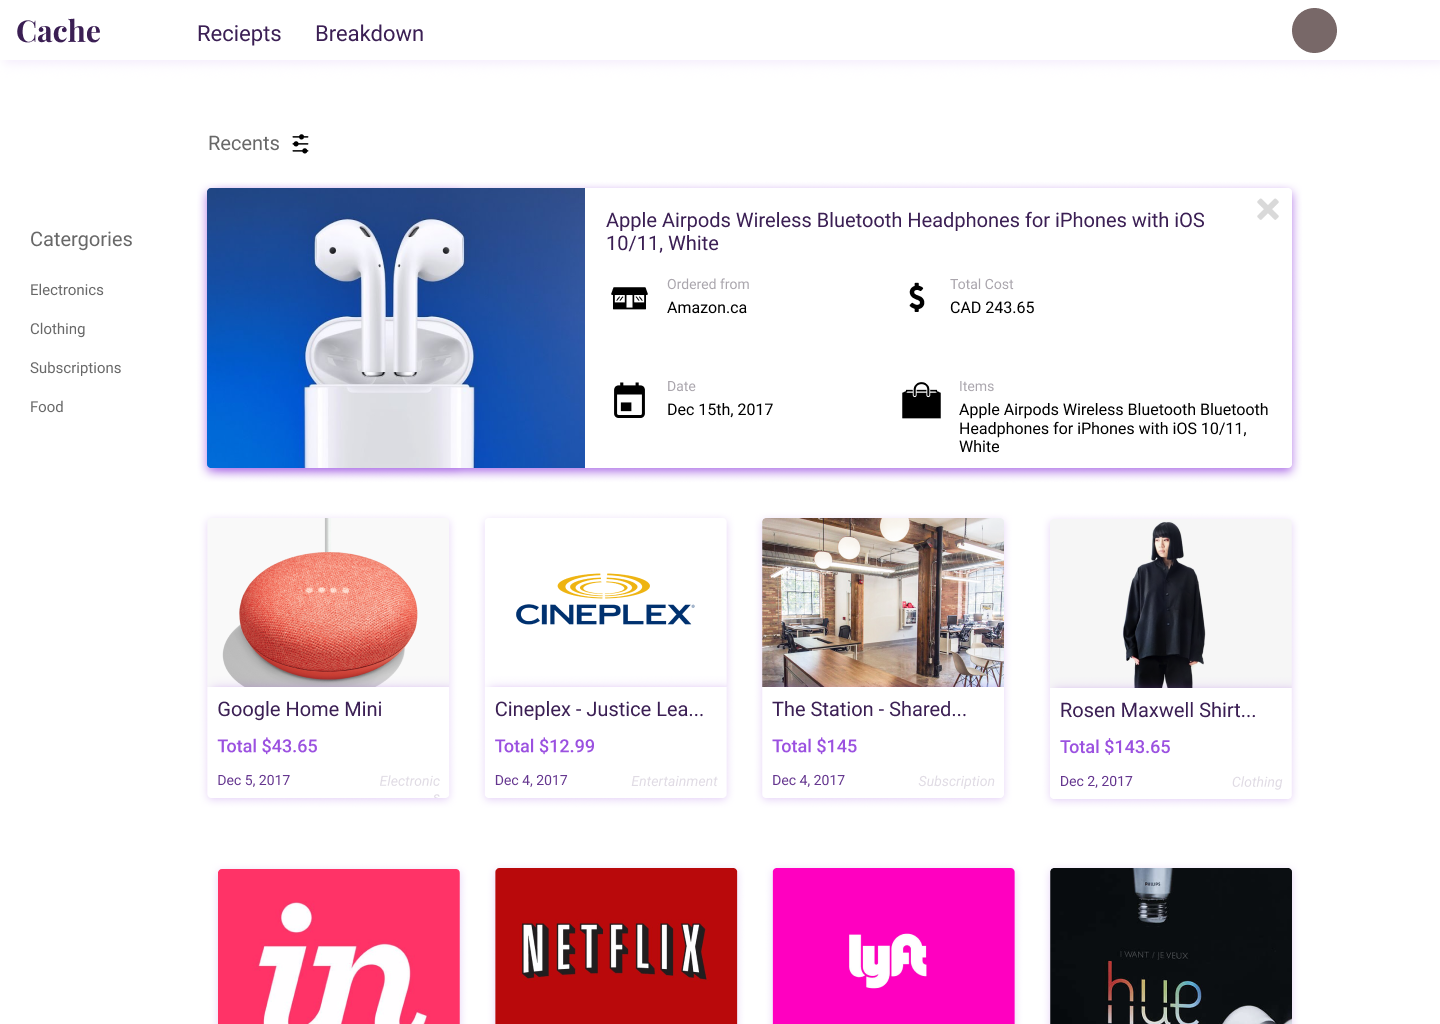 Cache
Reciepts
Breakdown
Recents
Catergories
Electronics
Clothing
Subscriptions
Food
Apple Airpods Wireless Bluetooth Headphones for iPhones with iOS
10/11, White
Ordered from
Amazon.ca
Total Cost
CAD 243.65
Date
Dec 15th, 2017
Items
Apple Airpods Wireless Bluetooth Bluetooth
Headphones for iPhones with iOS 10/11,
White
Google Home Mini
Total $43.65
Dec 5, 2017
Electronic
CINEPLEX
Cineplex - Justice Lea...
Total $12.99
Dec 4, 2017
Entertainment
The Station - Shared...
Total $145
Dec 4, 2017
Subscription
Rosen Maxwell Shirt...
Total $143.65
Dec 2, 2017
Clothing
in
NETFLIX
lyft
PHILIPS
I WANT / JE VEUX
hue